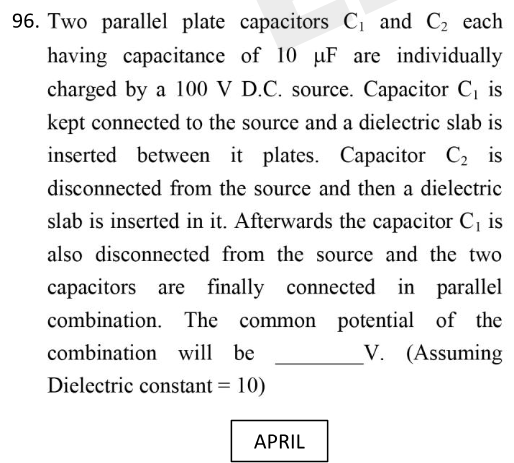 96. Two parallel plate capacitors C₁ and C₂ each
having capacitance of 10 μF are individually
charged by a 100 V D.C. source. Capacitor C₁ is
kept connected to the source and a dielectric slab is
inserted between it plates. Capacitor C₂ is
disconnected from the source and then a dielectric
slab is inserted in it. Afterwards the capacitor C₁ is
also disconnected from the source and the two
capacitors are finally connected in parallel
combination. The common potential of the
combination will be ________V. (Assuming
Dielectric constant = 10)
APRIL